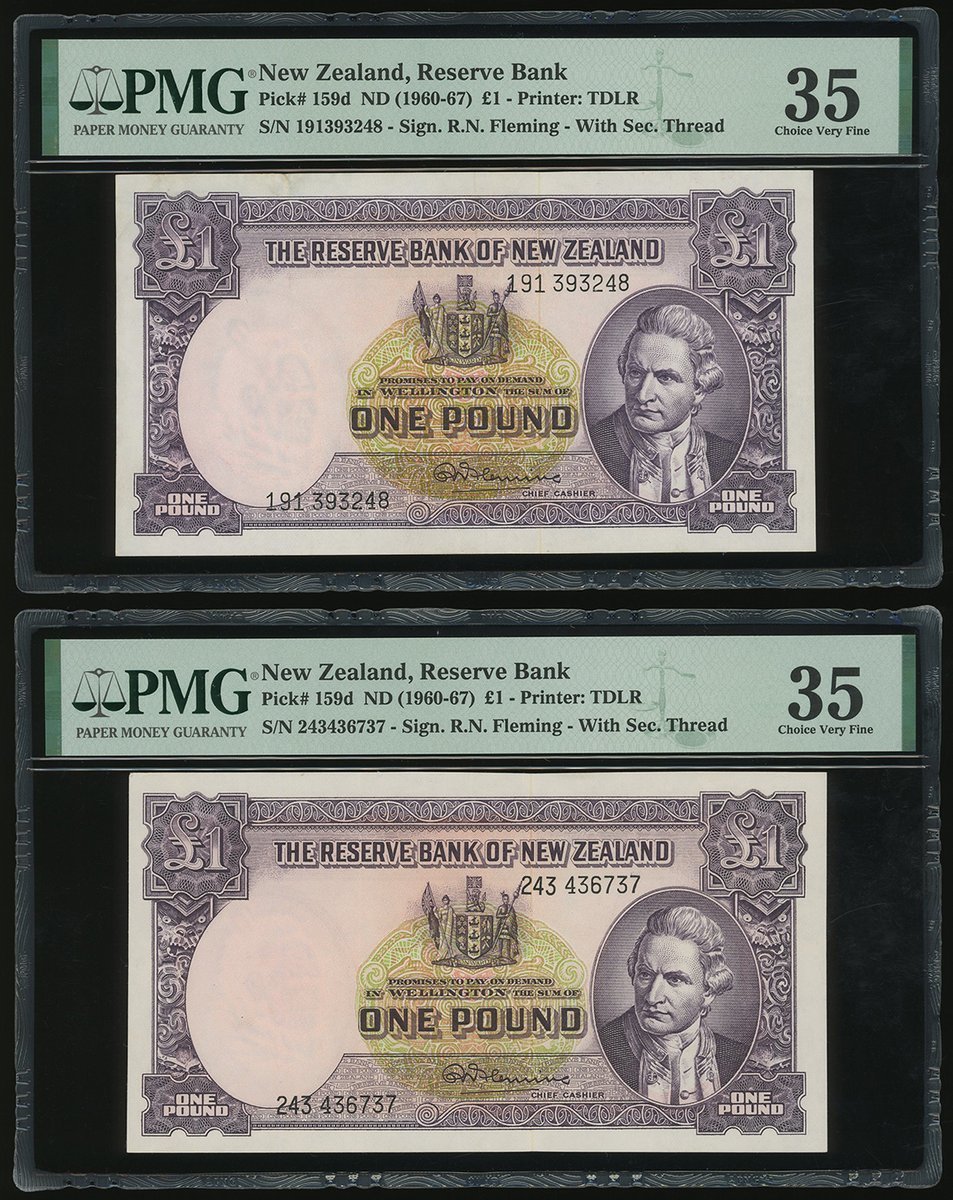 PMG®
PAPER MONEY GUARANTY
New Zealand, Reserve Bank
Pick# 159d ND (1960-67) £1 - Printer: TDLR
S/N 191393248 - Sign. R.N. Fleming - With Sec. Thread
35
Choice Very Fine
£1 £1
THE RESERVE BANK OF NEW ZEALAND
191 393248
PROMISES TO PAY ON DEMAND
IN WELLINGTON THE SUM OF
ONE POUND
RNFleming
CHIEF CASHIER
191 393248
ONE POUND
ONE POUND
PMG®
PAPER MONEY GUARANTY
New Zealand, Reserve Bank
Pick# 159d ND (1960-67) £1 - Printer: TDLR
S/N 243436737 - Sign. R.N. Fleming - With Sec. Thread
35
Choice Very Fine
£1 £1
THE RESERVE BANK OF NEW ZEALAND
243 436737
PROMISES TO PAY ON DEMAND
IN WELLINGTON THE SUM OF
ONE POUND
RNFleming
CHIEF CASHIER
243 436737
ONE POUND
ONE POUND